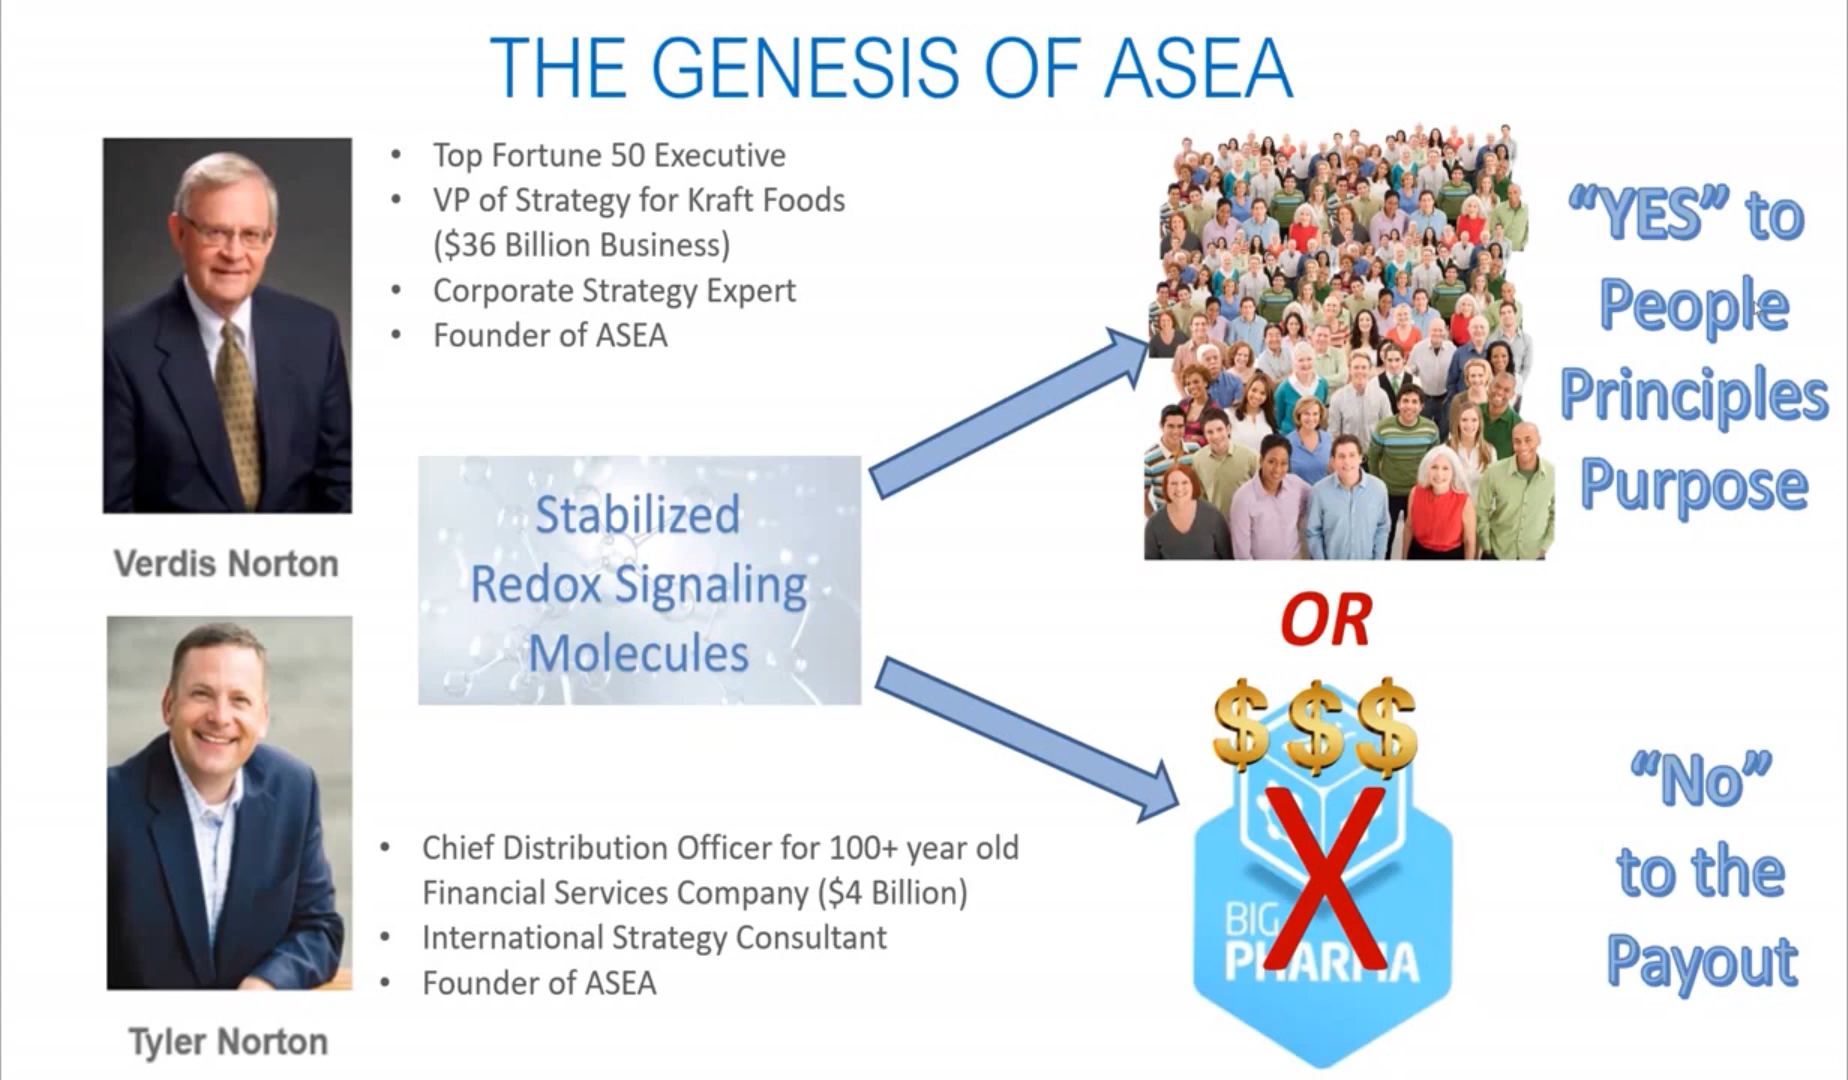 THE GENESIS OF ASEA
• Top Fortune 50 Executive
• VP of Strategy for Kraft Foods
($36 Billion Business)
• Corporate Strategy Expert
• Founder of ASEA
Verdis Norton
Stabilized
Redox Signaling
Molecules
• Chief Distribution Officer for 100+ year old
Financial Services Company ($4 Billion)
• International Strategy Consultant
• Founder of ASEA
Tyler Norton
“YES” to
People
Principles
Purpose
OR
$$$
X
BIG
PHARMA
“No”
to the
Payout